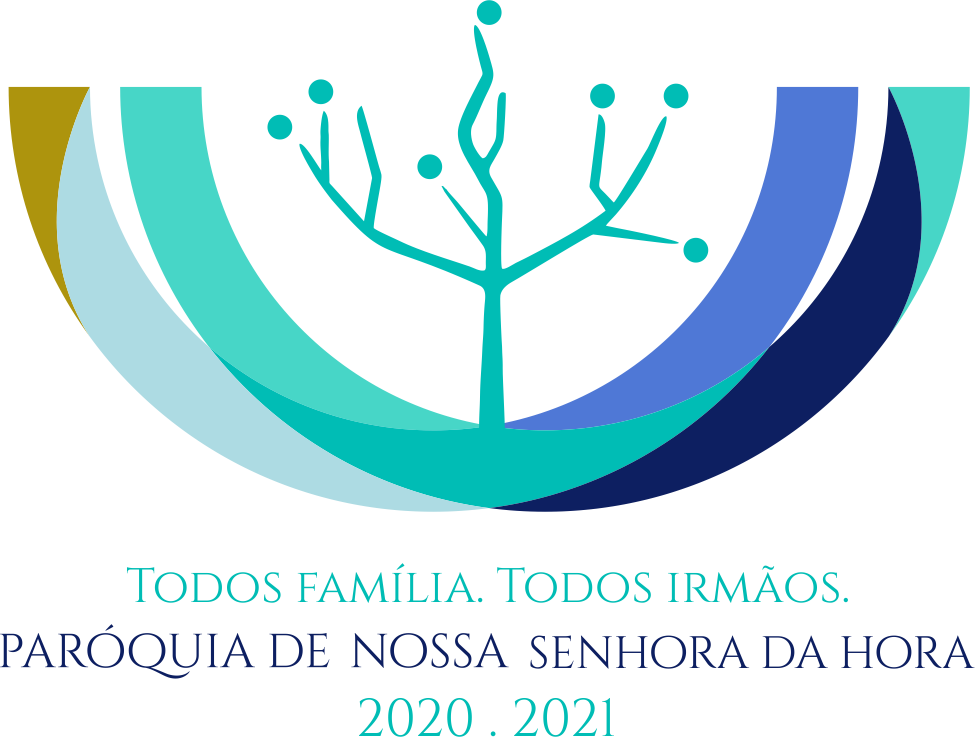 Todos família. Todos irmãos.
PARÓQUIA DE NOSSA SENHORA DA HORA
2020 . 2021